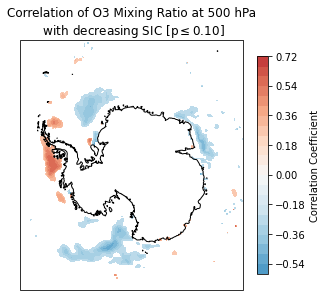 Correlation of O3 Mixing Ratio at 500 hPa
with decreasing SIC [p ≤ 0.10]
0.72
0.54
0.36
0.18
0.00
−0.18
−0.36
−0.54
Correlation Coefficient